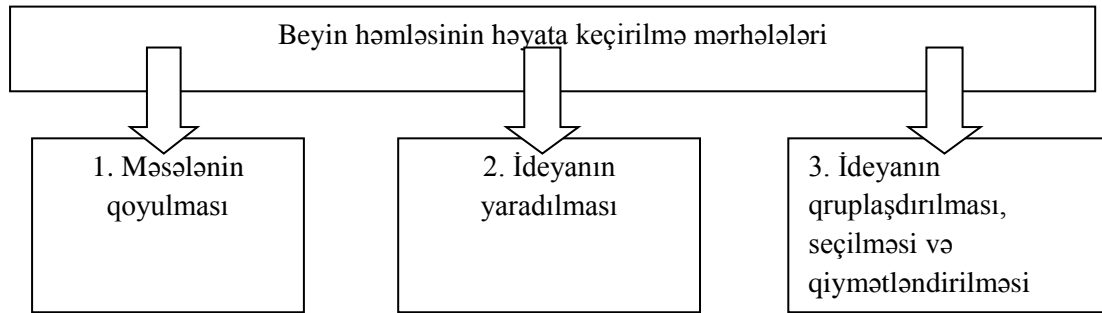 Beyin həmləsinin həyata keçirilmə mərhələləri
1. Məsələnin
qoyulması
2. İdeyanın
yaradılması
3. İdeyanın
qruplaşdırılması,
seçilməsi və
qiymətləndirilməsi